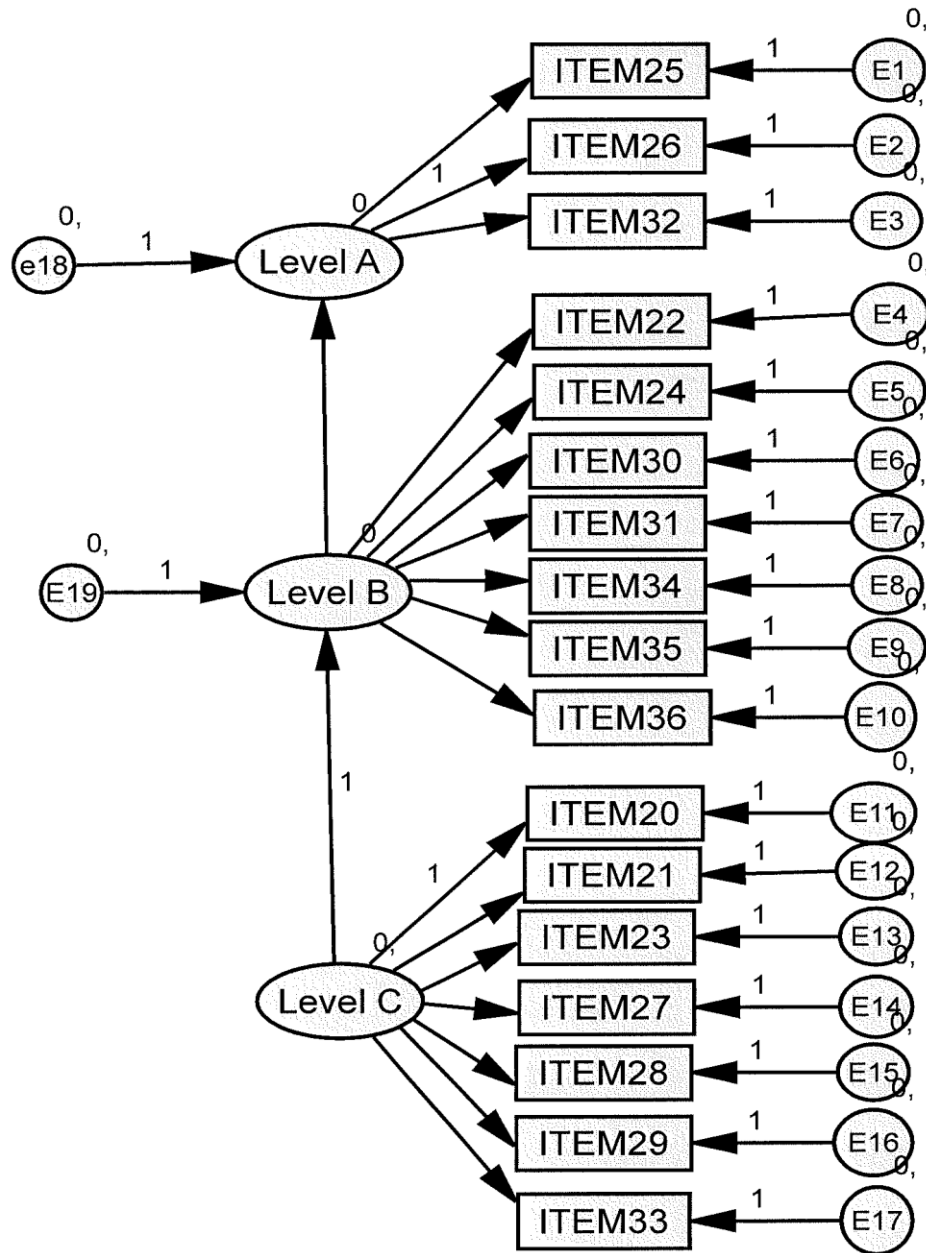 0,
ITEM25
1
E1
0,
ITEM26
1
E2
0,
1
0
ITEM32
1
E3
0,
e18
1
Level A
0,
ITEM22
1
E4
0,
ITEM24
1
E5
0,
ITEM30
1
E6
0,
ITEM31
1
E7
0,
0
0,
E19
1
Level B
ITEM34
1
E8
0,
ITEM35
1
E9
0,
ITEM36
1
E10
1
0,
ITEM20
1
E11
0,
1
ITEM21
1
E12
0,
ITEM23
1
E13
0,
0,
Level C
ITEM27
1
E14
0,
ITEM28
1
E15
0,
ITEM29
1
E16
0,
ITEM33
1
E17